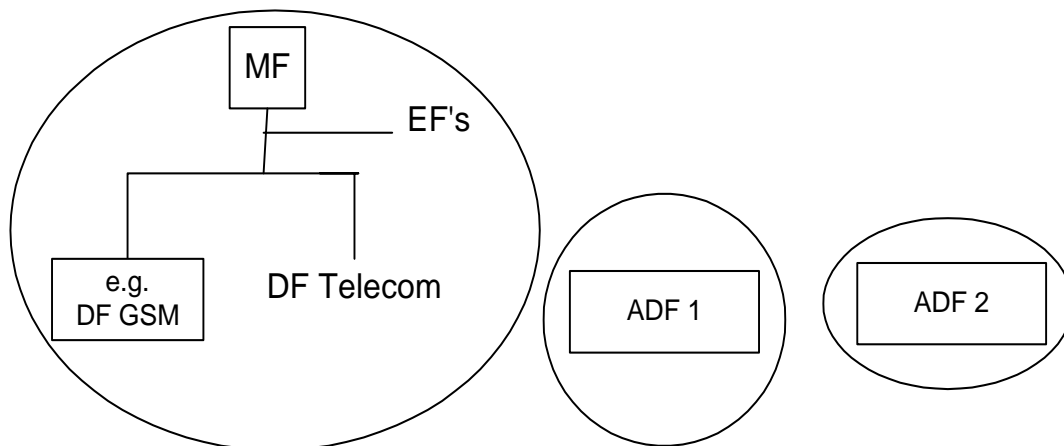 MF
EF's
e.g.
DF GSM
DF Telecom
ADF 1
ADF 2